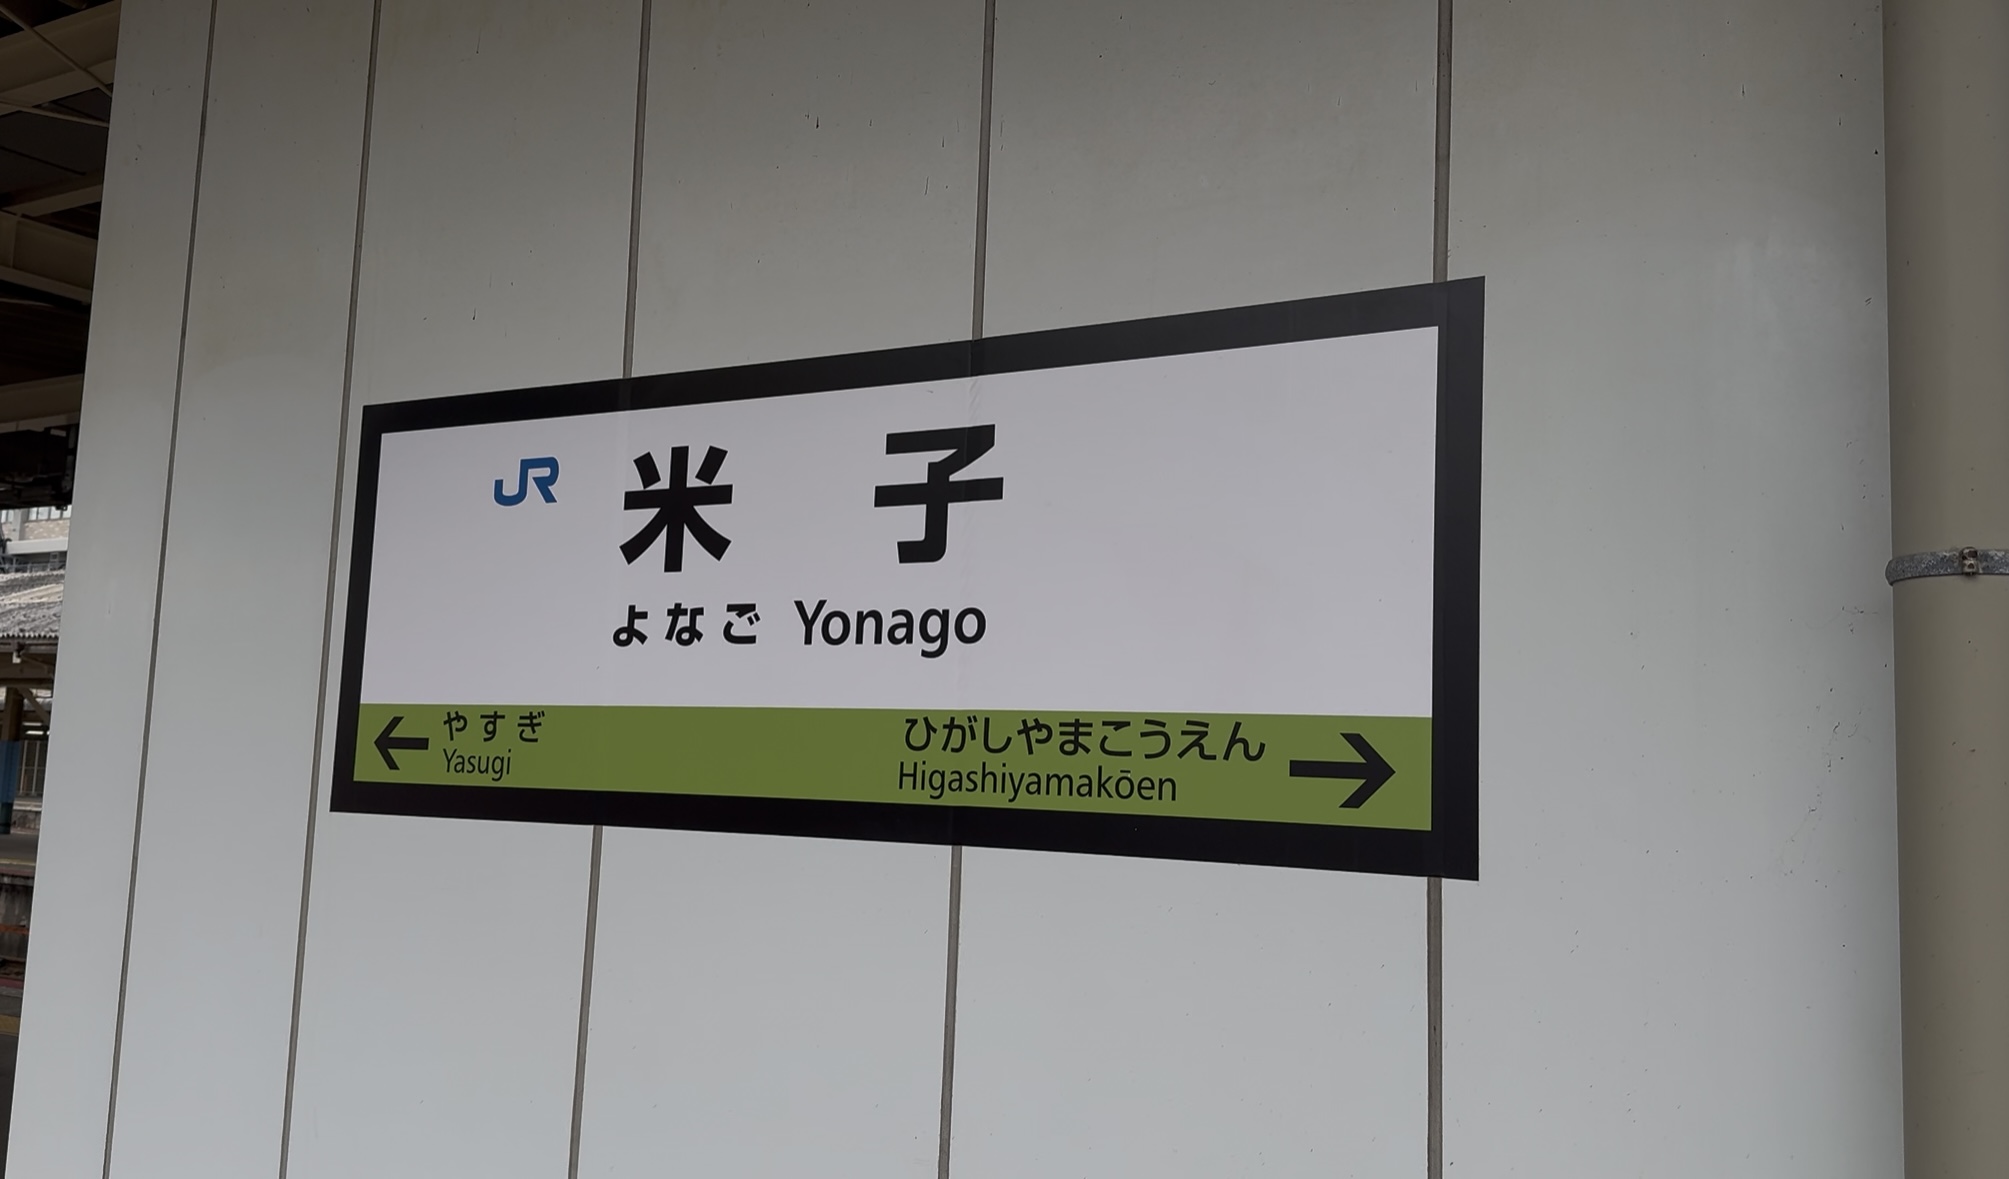 JR 米子
よなご Yonago
やすぎ
Yasugi
ひがしやまこうえん
Higashiyamakōen